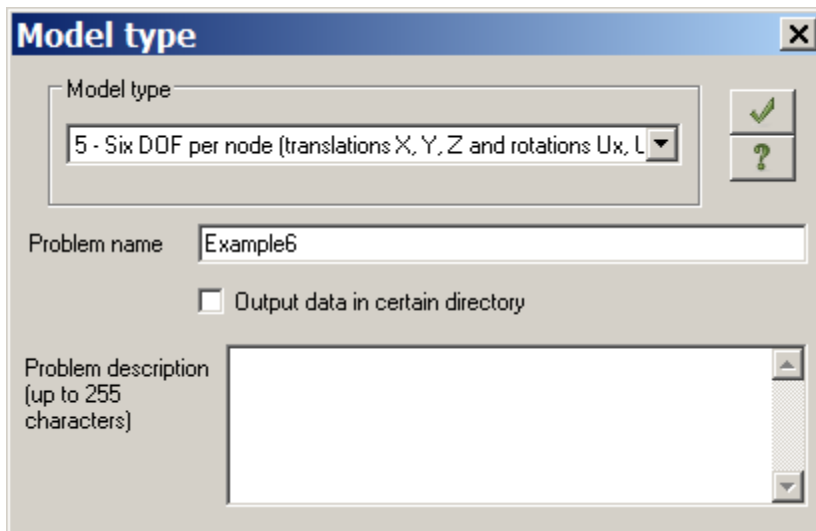 Model type
Model type
5 - Six DOF per node (translations X, Y, Z and rotations Ux, U
Problem name
Example6
Output data in certain directory
Problem description
(up to 255
characters)